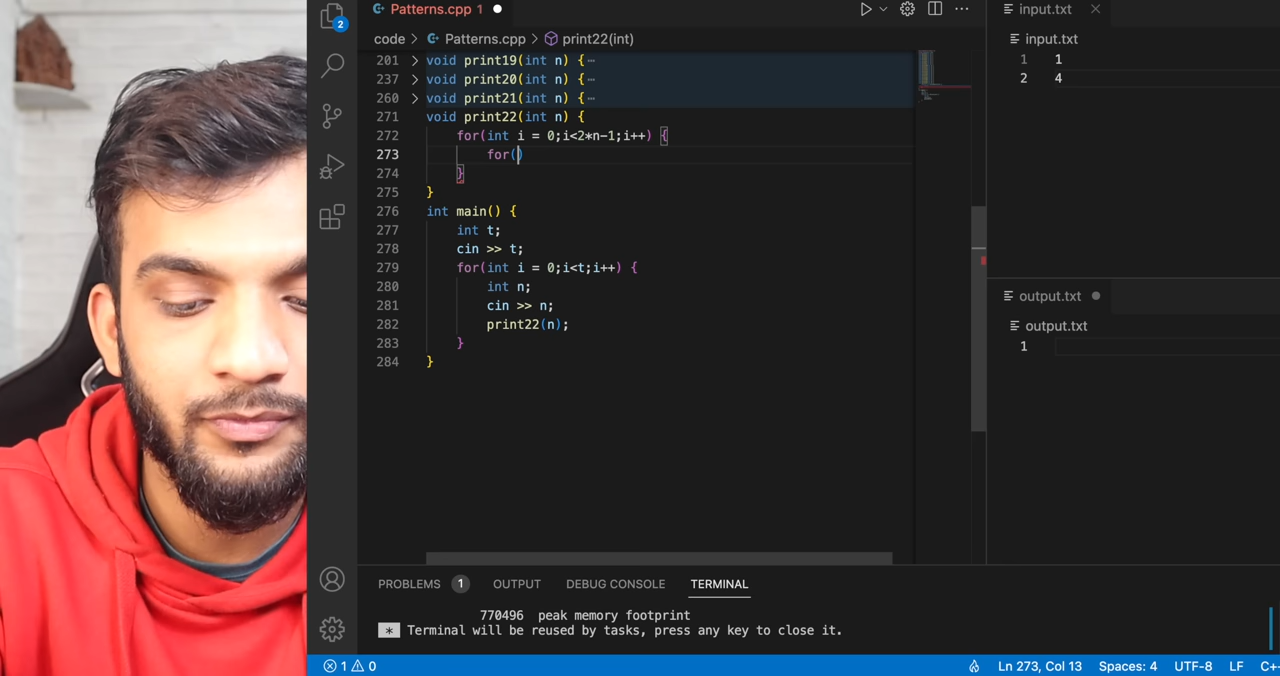 2
Patterns.cpp 1
code > Patterns.cpp > print22(int)
201 void print19(int n) {
237 void print20(int n) {
260 void print21(int n) {
271 void print22(int n) {
272 for(int i = 0;i<2*n-1;i++) {
273 for()
274 }
275 }
276 int main() {
277 int t;
278 cin >> t;
279 for(int i = 0;i<t;i++) {
280 int n;
281 cin >> n;
282 print22(n);
283 }
284 }
input.txt
input.txt
1 1
2 4
output.txt
output.txt
1
PROBLEMS 1 OUTPUT DEBUG CONSOLE TERMINAL
770496 peak memory footprint
* Terminal will be reused by tasks, press any key to close it.
1 0 Ln 273, Col 13 Spaces: 4 UTF-8 LF C+